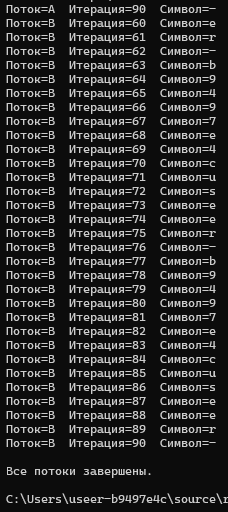 Поток=A Итерация=90 Символ=-
Поток=B Итерация=60 Символ=e
Поток=B Итерация=61 Символ=r
Поток=B Итерация=62 Символ=-
Поток=B Итерация=63 Символ=b
Поток=B Итерация=64 Символ=9
Поток=B Итерация=65 Символ=4
Поток=B Итерация=66 Символ=9
Поток=B Итерация=67 Символ=7
Поток=B Итерация=68 Символ=e
Поток=B Итерация=69 Символ=4
Поток=B Итерация=70 Символ=c
Поток=B Итерация=71 Символ=u
Поток=B Итерация=72 Символ=s
Поток=B Итерация=73 Символ=e
Поток=B Итерация=74 Символ=e
Поток=B Итерация=75 Символ=r
Поток=B Итерация=76 Символ=-
Поток=B Итерация=77 Символ=b
Поток=B Итерация=78 Символ=9
Поток=B Итерация=79 Символ=4
Поток=B Итерация=80 Символ=9
Поток=B Итерация=81 Символ=7
Поток=B Итерация=82 Символ=e
Поток=B Итерация=83 Символ=4
Поток=B Итерация=84 Символ=c
Поток=B Итерация=85 Символ=u
Поток=B Итерация=86 Символ=s
Поток=B Итерация=87 Символ=e
Поток=B Итерация=88 Символ=e
Поток=B Итерация=89 Символ=r
Поток=B Итерация=90 Символ=-
Все потоки завершены.
C:\Users\useer-b9497e4c\source\r